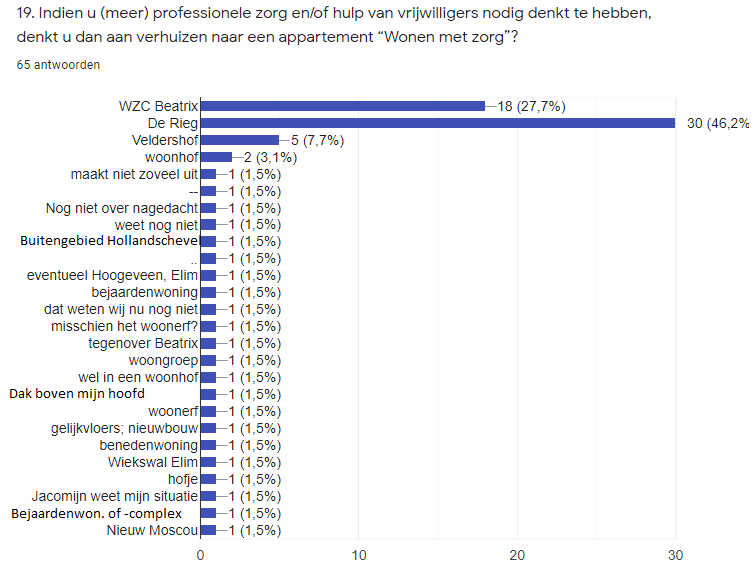 19. Indien u (meer) professionele zorg en/of hulp van vrijwilligers nodig denkt te hebben,
denkt u dan aan verhuizen naar een appartement “Wonen met zorg”?
65 antwoorden
WZC Beatrix 18 (27,7%)
De Rieg 30 (46,2%
Veldershof 5 (7,7%)
woonhof 2 (3,1%)
maakt niet zoveel uit 1 (1,5%)
-- 1 (1,5%)
Nog niet over nagedacht 1 (1,5%)
weet nog niet 1 (1,5%)
Buitengebied Hollandscheve 1 (1,5%)
.. 1 (1,5%)
eventueel Hoogeveen, Elim 1 (1,5%)
bejaardenwoning 1 (1,5%)
dat weten wij nu nog niet 1 (1,5%)
misschien het woonerf? 1 (1,5%)
tegenover Beatrix 1 (1,5%)
woongroep 1 (1,5%)
wel in een woonhof 1 (1,5%)
Dak boven mijn hoofd 1 (1,5%)
woonerf 1 (1,5%)
gelijkvloers; nieuwbouw 1 (1,5%)
benedenwoning 1 (1,5%)
Wiekswal Elim 1 (1,5%)
hofje 1 (1,5%)
Jacomijn weet mijn situatie 1 (1,5%)
Bejaardenwon. of -complex 1 (1,5%)
Nieuw Moscou 1 (1,5%)
0 10 20 30